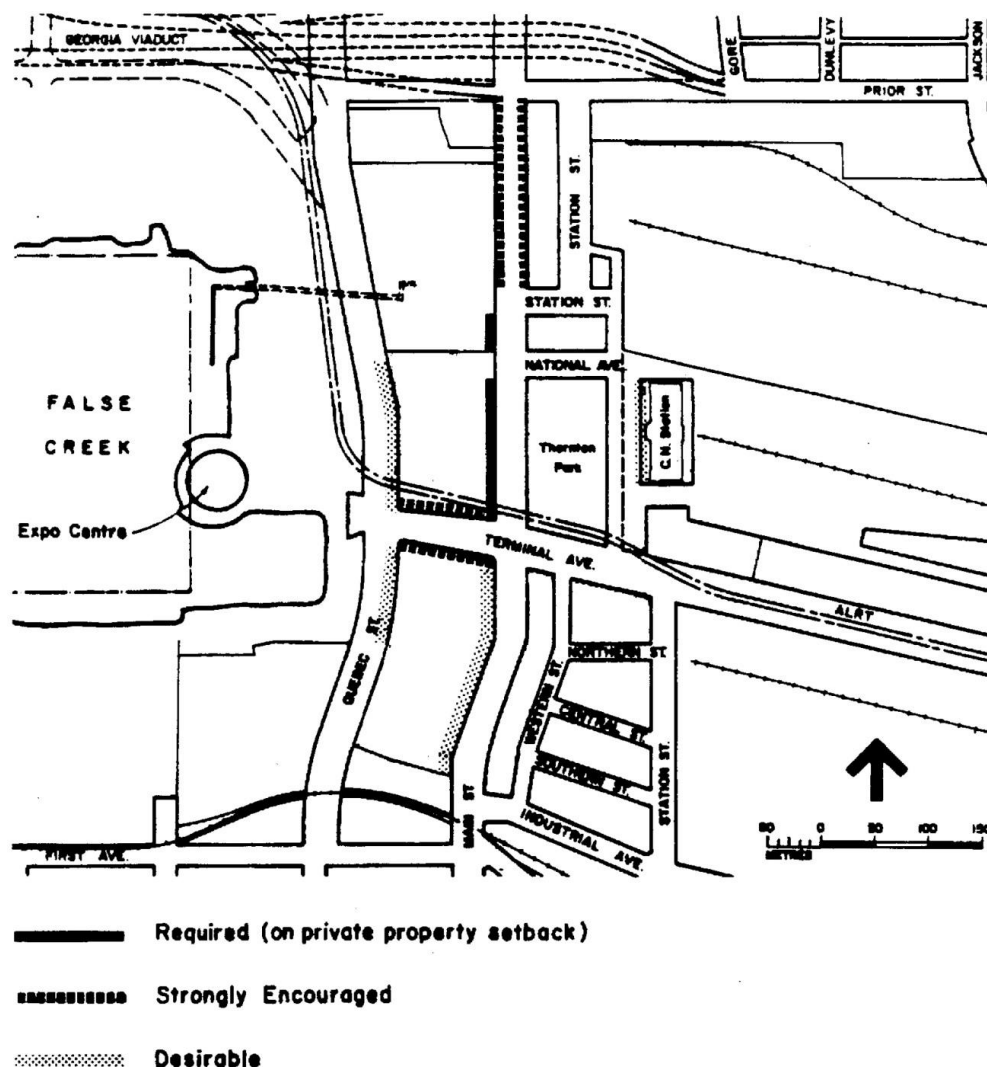 GEORGIA VIADUCT
GORE
DUNLEVY
JACKSON
PRIOR ST.
STATION ST.
STATION ST.
NATIONAL AVE.
FALSE
CREEK
Thornton
Park
C.N. Station
Expo Centre
TERMINAL AVE.
ALRT
QUEBEC ST.
NORTHERN ST.
WESTERN ST.
CENTRAL ST.
SOUTHERN ST.
STATION ST.
MAIN ST.
INDUSTRIAL AVE.
FIRST AVE.
50 0 50 100 150
METRES
Required (on private property setback)
Strongly Encouraged
Desirable